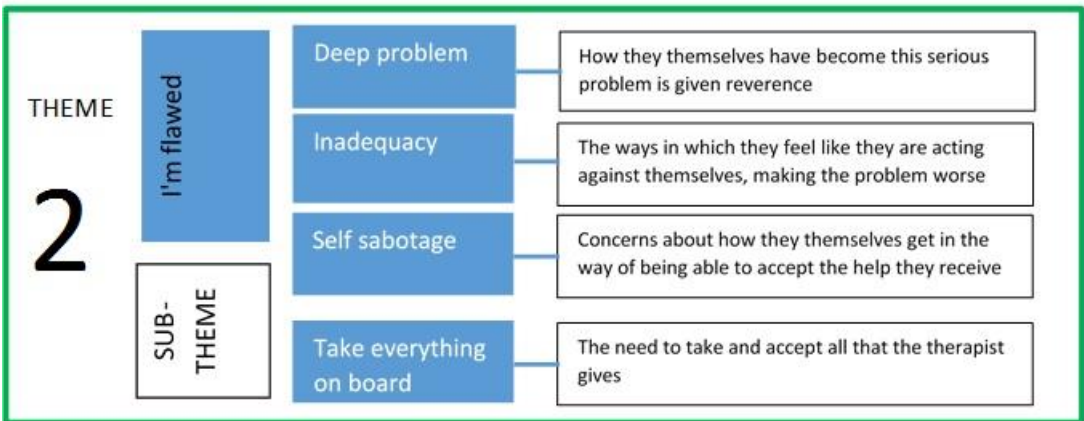 THEME
2
I'm flawed
SUB-
THEME
Deep problem
How they themselves have become this serious
problem is given reverence
Inadequacy
The ways in which they feel like they are acting
against themselves, making the problem worse
Self sabotage
Concerns about how they themselves get in the
way of being able to accept the help they receive
Take everything
on board
The need to take and accept all that the therapist
gives